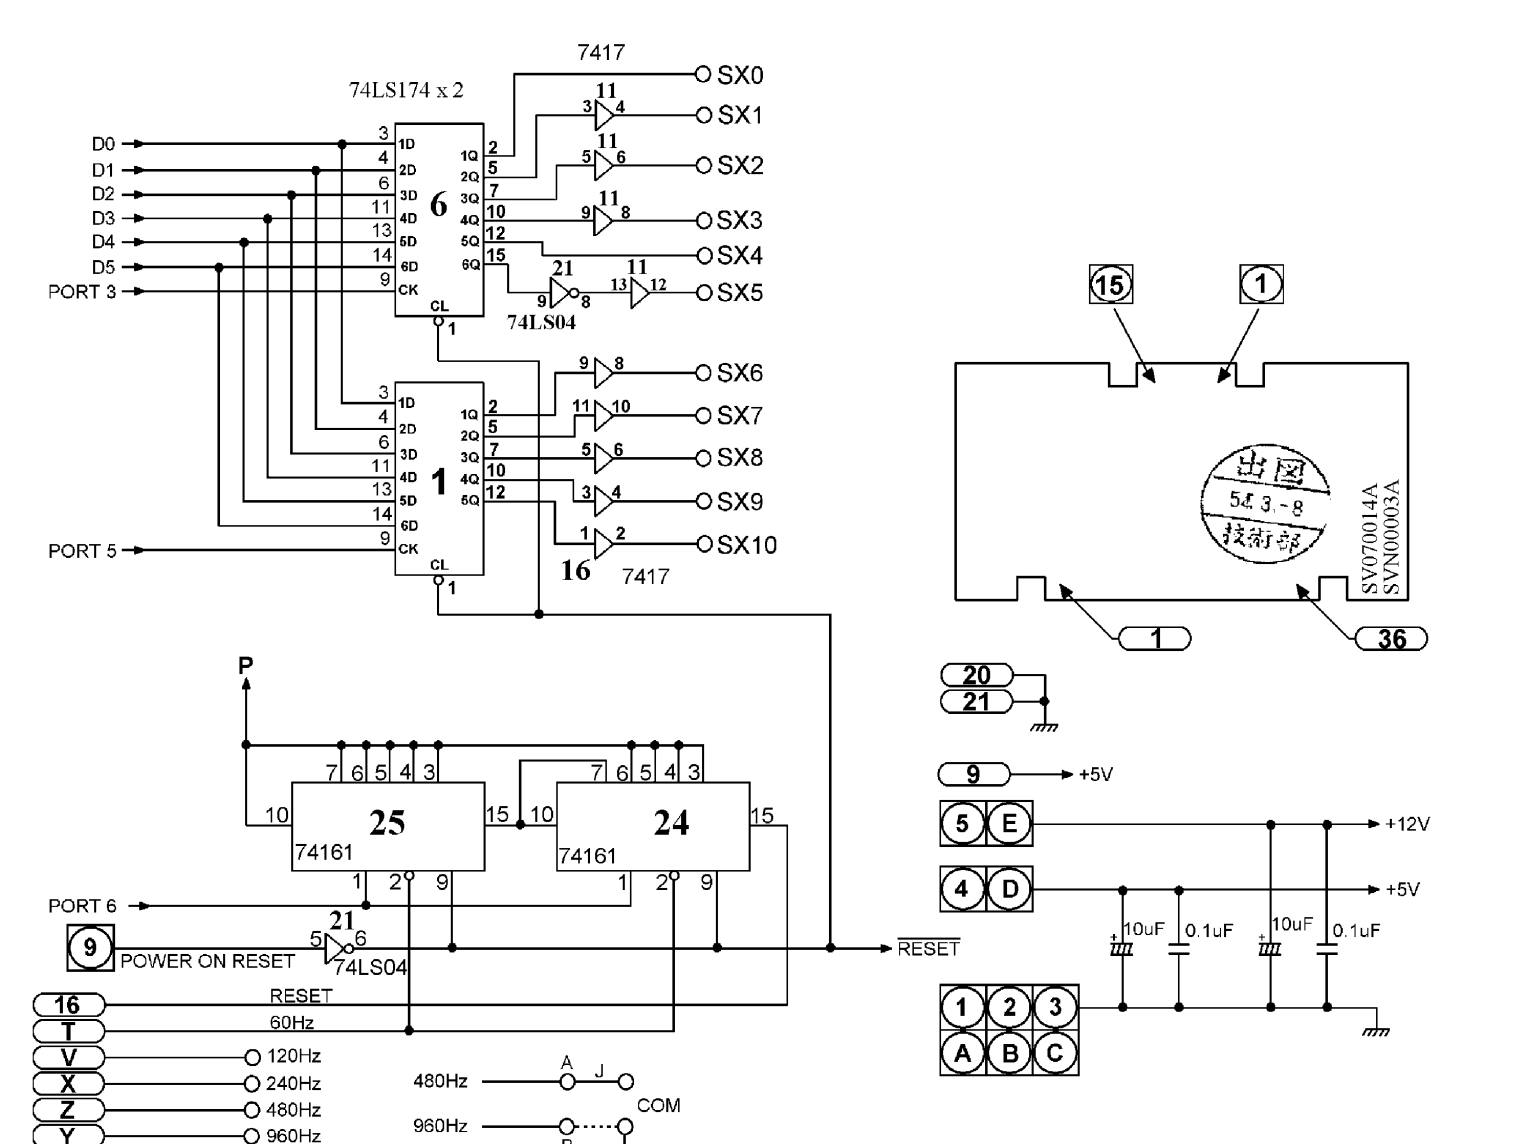 7417
SX0
74LS174 x 2
11
3 4
SX1
D0
3 1D
1Q 2
11
5 6
SX2
D1
4 2D
2Q 5
D2
6 3D
6
3Q 7
11
9 8
SX3
D3
11 4D
4Q 10
D4
13 5D
5Q 12
SX4
D5
14 6D
6Q 15
21
9 8
74LS04
11
13 12
SX5
PORT 3
9 CK
CL
1
15
1
9 8
SX6
3 1D
1Q 2
11 10
SX7
4 2D
2Q 5
6 3D
1
3Q 7
5 6
SX8
11 4D
4Q 10
3 4
SX9
13 5D
5Q 12
14 6D
1 2
SX10
PORT 5
9 CK
CL
1
16
7417
出図
54.3.-8
技術部
SV070014A
SVN00003A
1
36
P
20
21
7 6 5 4 3
7 6 5 4 3
9
+5V
10
25
15
10
24
15
74161
74161
5 E
+12V
1 2 9
1 2 9
4 D
+5V
PORT 6
9
POWER ON RESET
21
5 6
74LS04
RESET
+ 10uF
0.1uF
+ 10uF
0.1uF
16
RESET
T
60Hz
1 2 3
A B C
V
120Hz
X
240Hz
Z
480Hz
Y
960Hz
480Hz
A
J
COM
960Hz